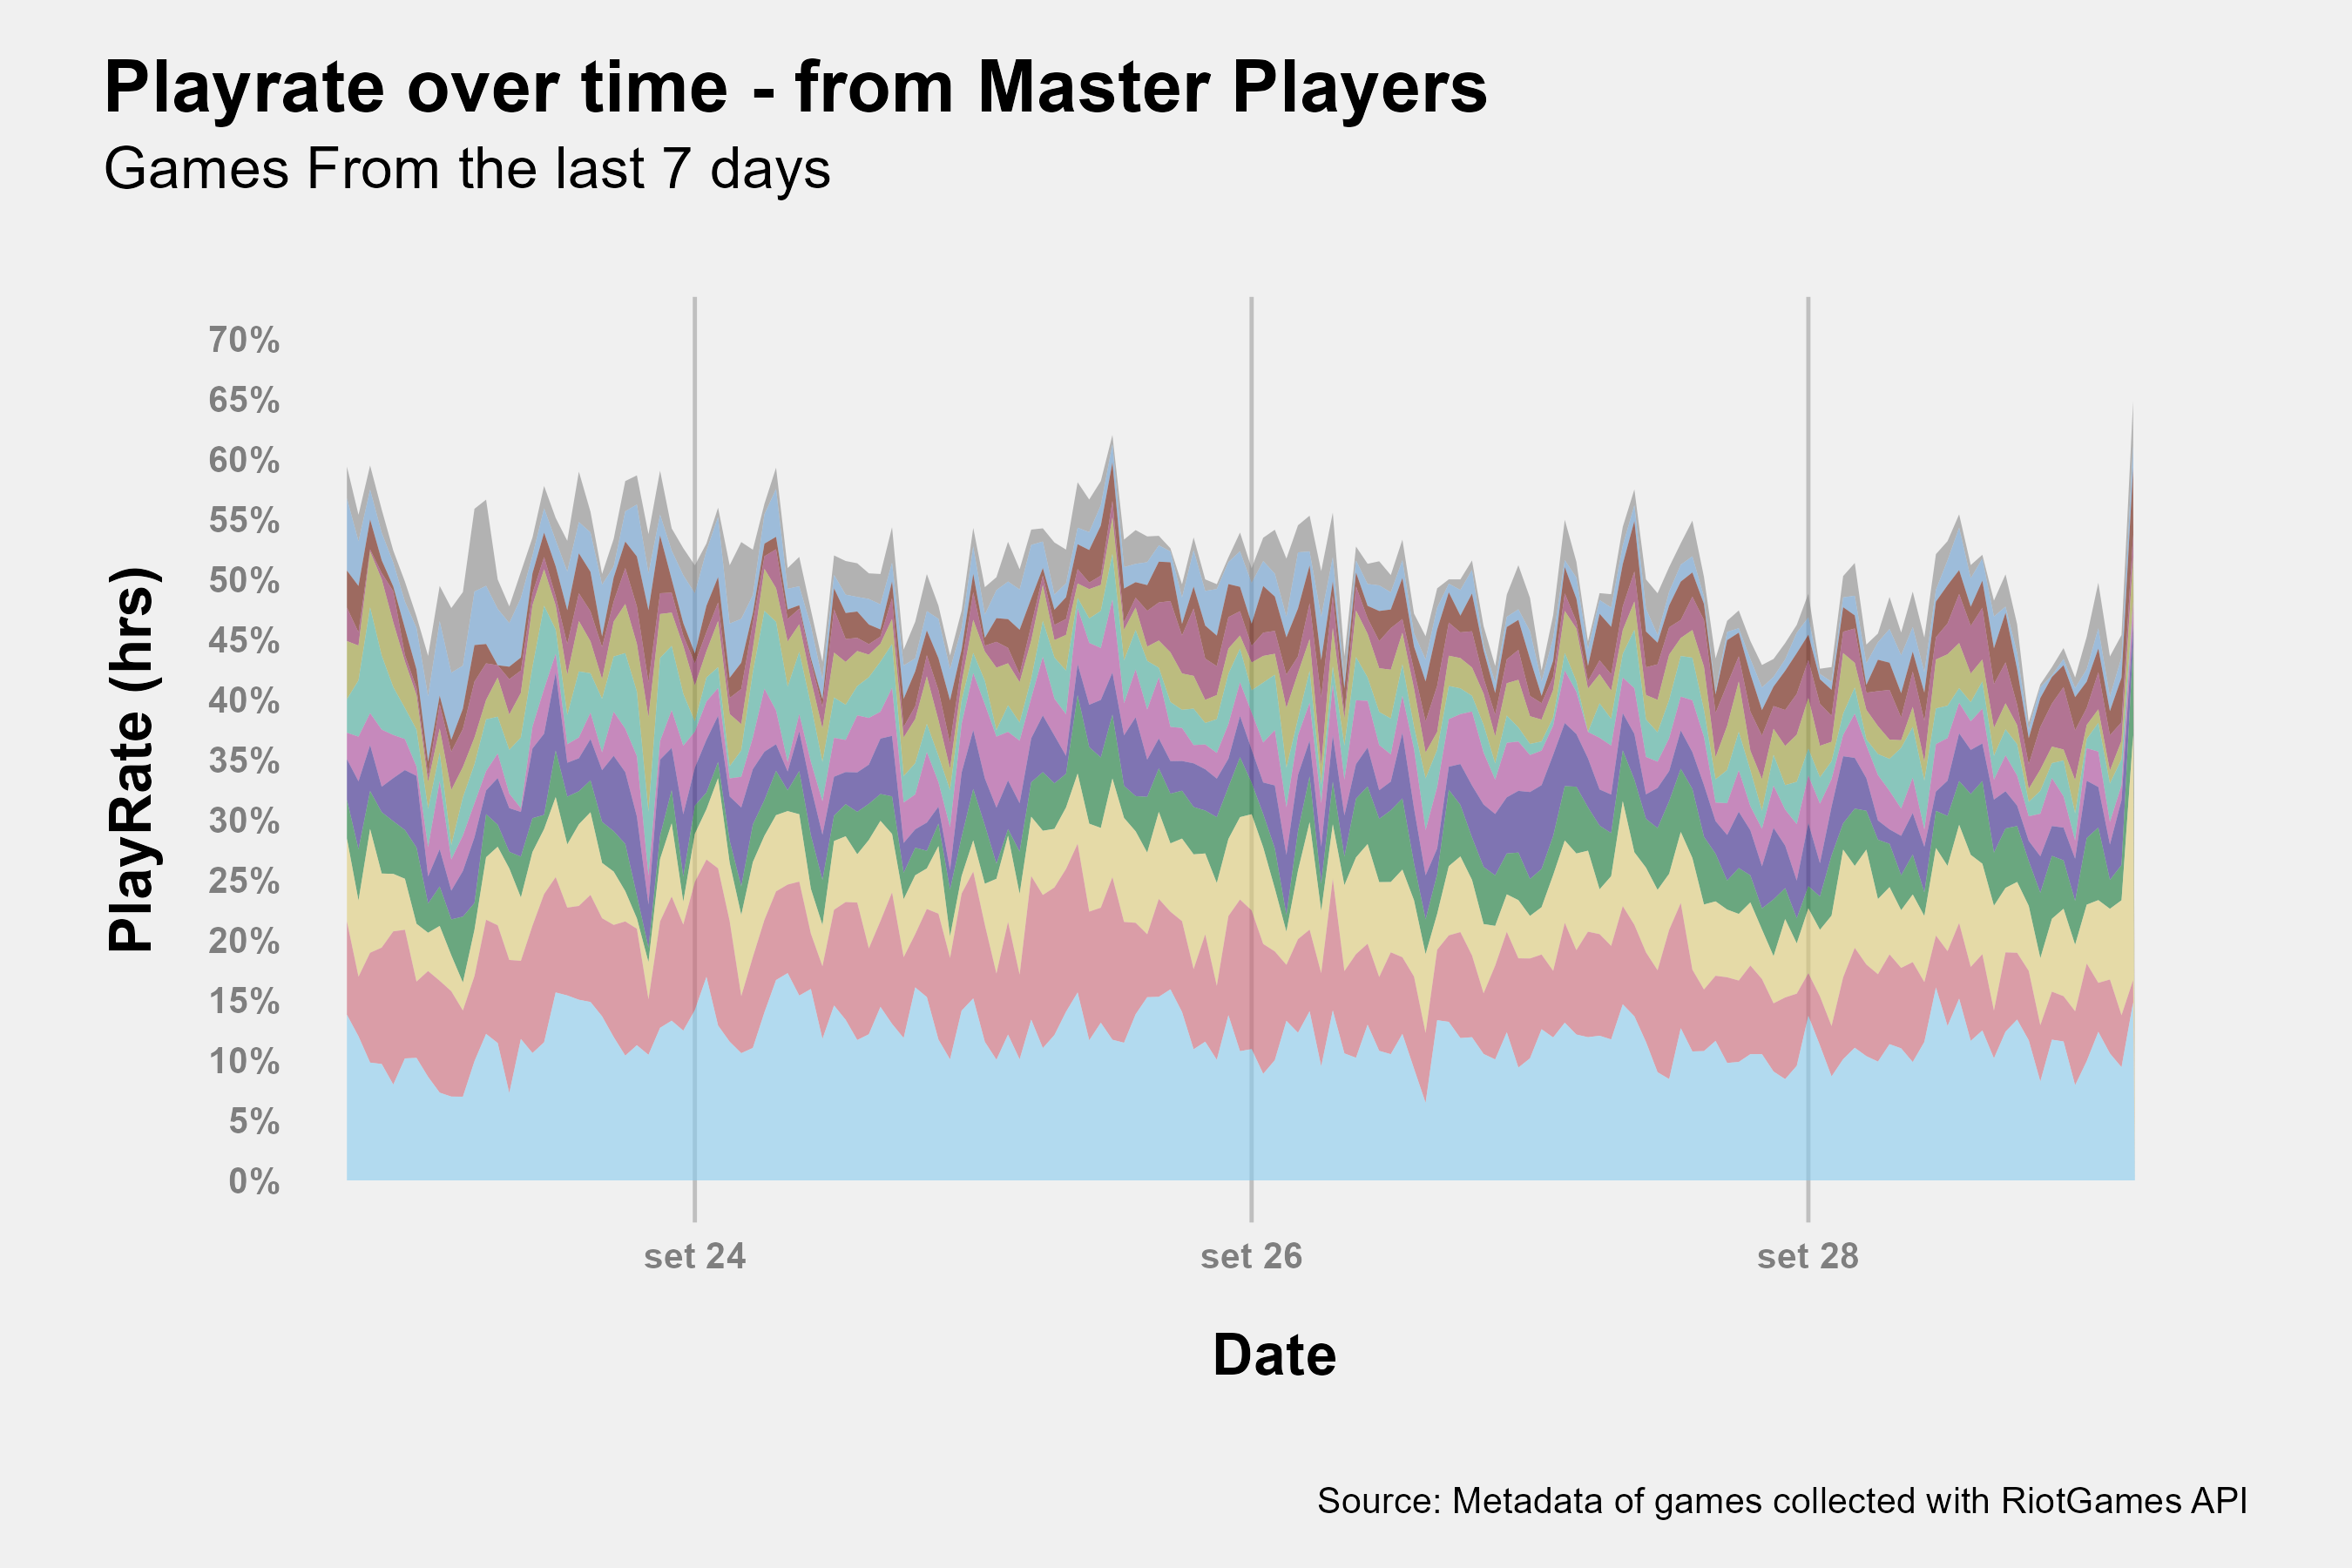 Playrate over time - from Master Players
Games From the last 7 days
PlayRate (hrs)
70%
65%
60%
55%
50%
45%
40%
35%
30%
25%
20%
15%
10%
5%
0%
set 24
set 26
set 28
Date
Source: Metadata of games collected with RiotGames API